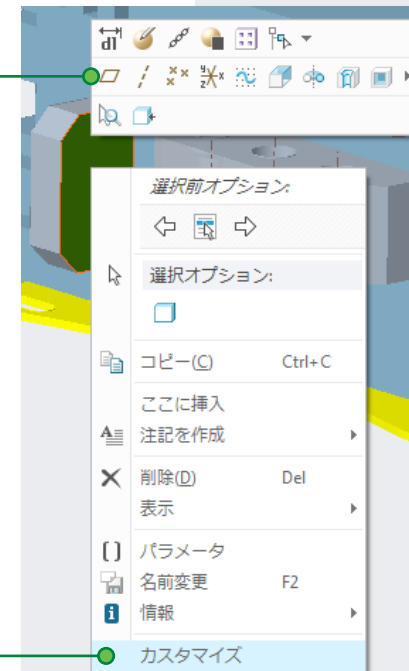 選択前オプション:
選択オプション:
コピー(C) Ctrl+C
ここに挿入
注記を作成
削除(D) Del
表示
パラメータ
名前変更 F2
情報
カスタマイズ